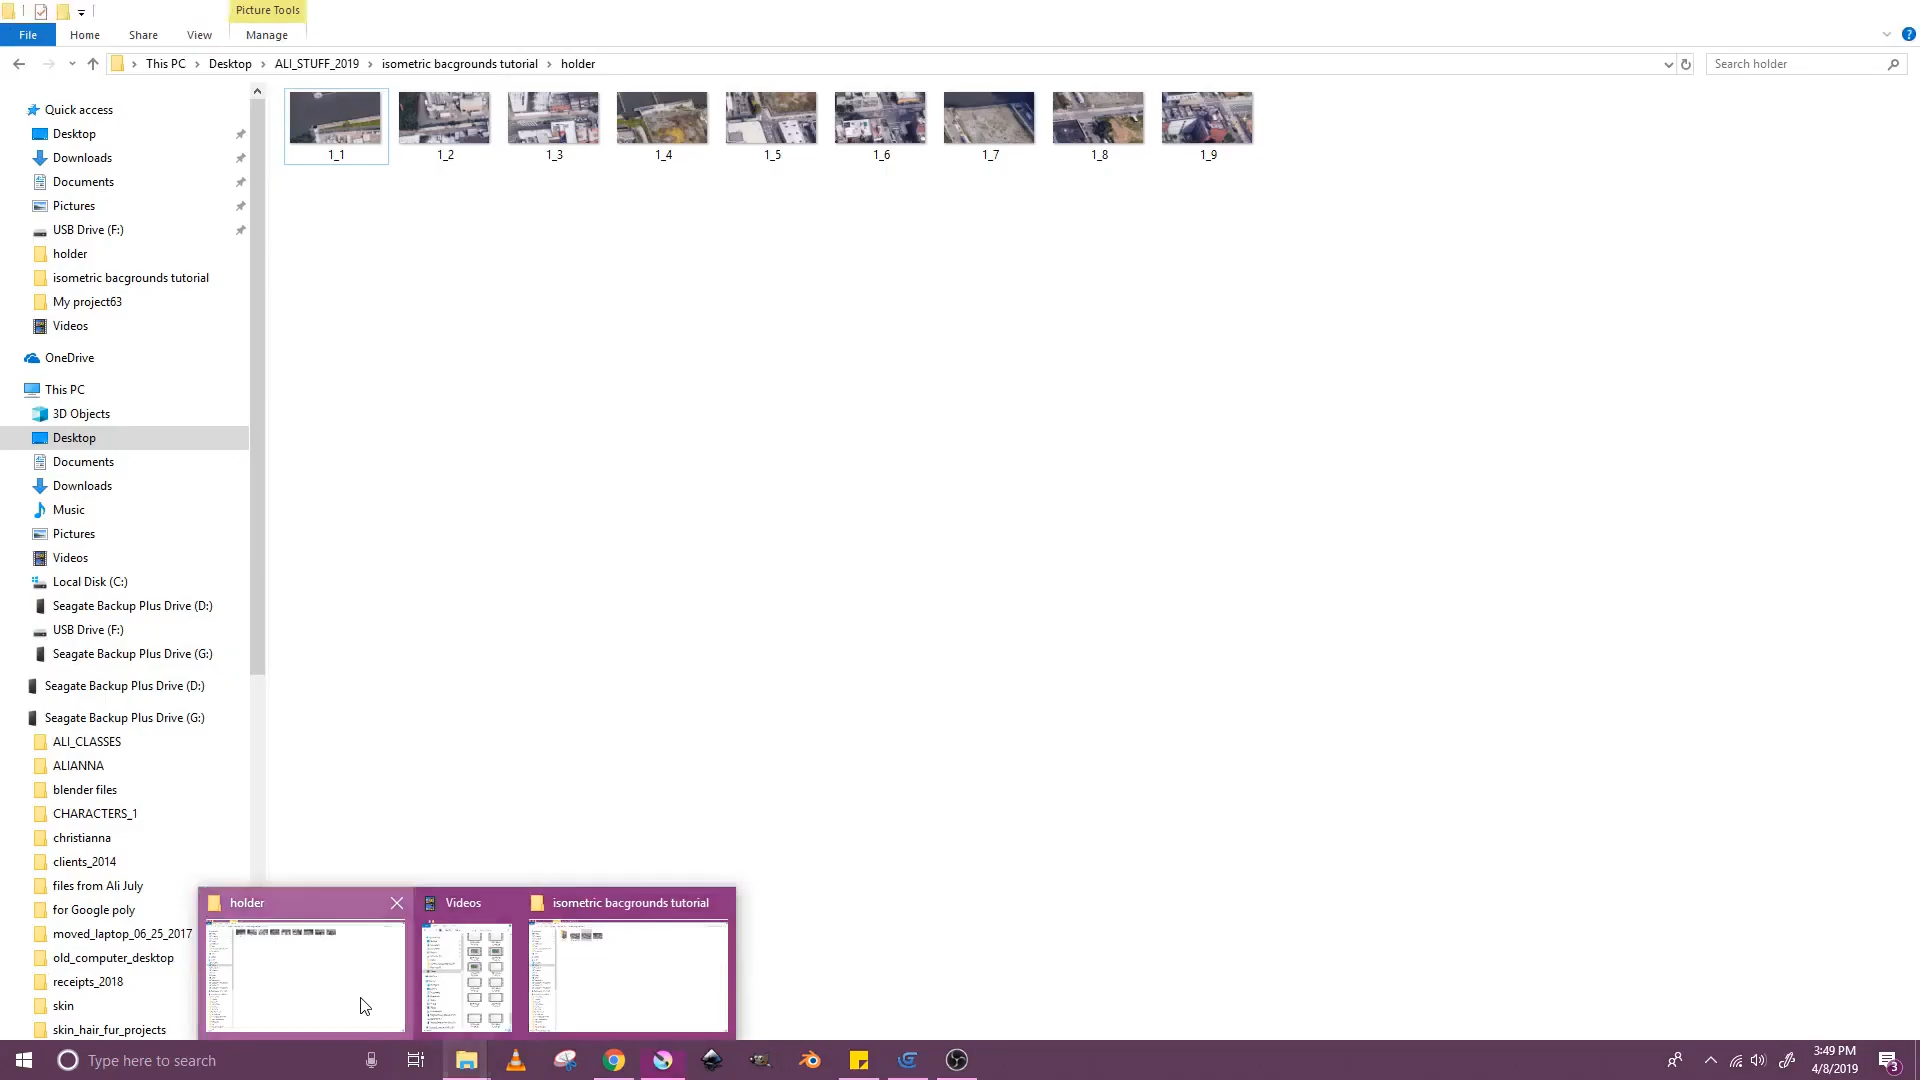 Picture Tools
File
Home
Share
View
Manage
This PC
Desktop
ALI_STUFF_2019
isometric bacgrounds tutorial
holder
Search holder
1_1
1_2
1_3
1_4
1_5
1_6
1_7
1_8
1_9
Quick access
Desktop
Downloads
Documents
Pictures
USB Drive (F:)
holder
isometric bacgrounds tutorial
My project63
Videos
OneDrive
This PC
3D Objects
Desktop
Documents
Downloads
Music
Pictures
Videos
Local Disk (C:)
Seagate Backup Plus Drive (D:)
USB Drive (F:)
Seagate Backup Plus Drive (G:)
Seagate Backup Plus Drive (D:)
Seagate Backup Plus Drive (G:)
ALI_CLASSES
ALIANNA
blender files
CHARACTERS_1
christianna
clients_2014
files from Ali July
for Google poly
moved_laptop_06_25_2017
old_computer_desktop
receipts_2018
skin
skin_hair_fur_projects
holder
Videos
isometric bacgrounds tutorial
Type here to search
3:49 PM
4/8/2019
3